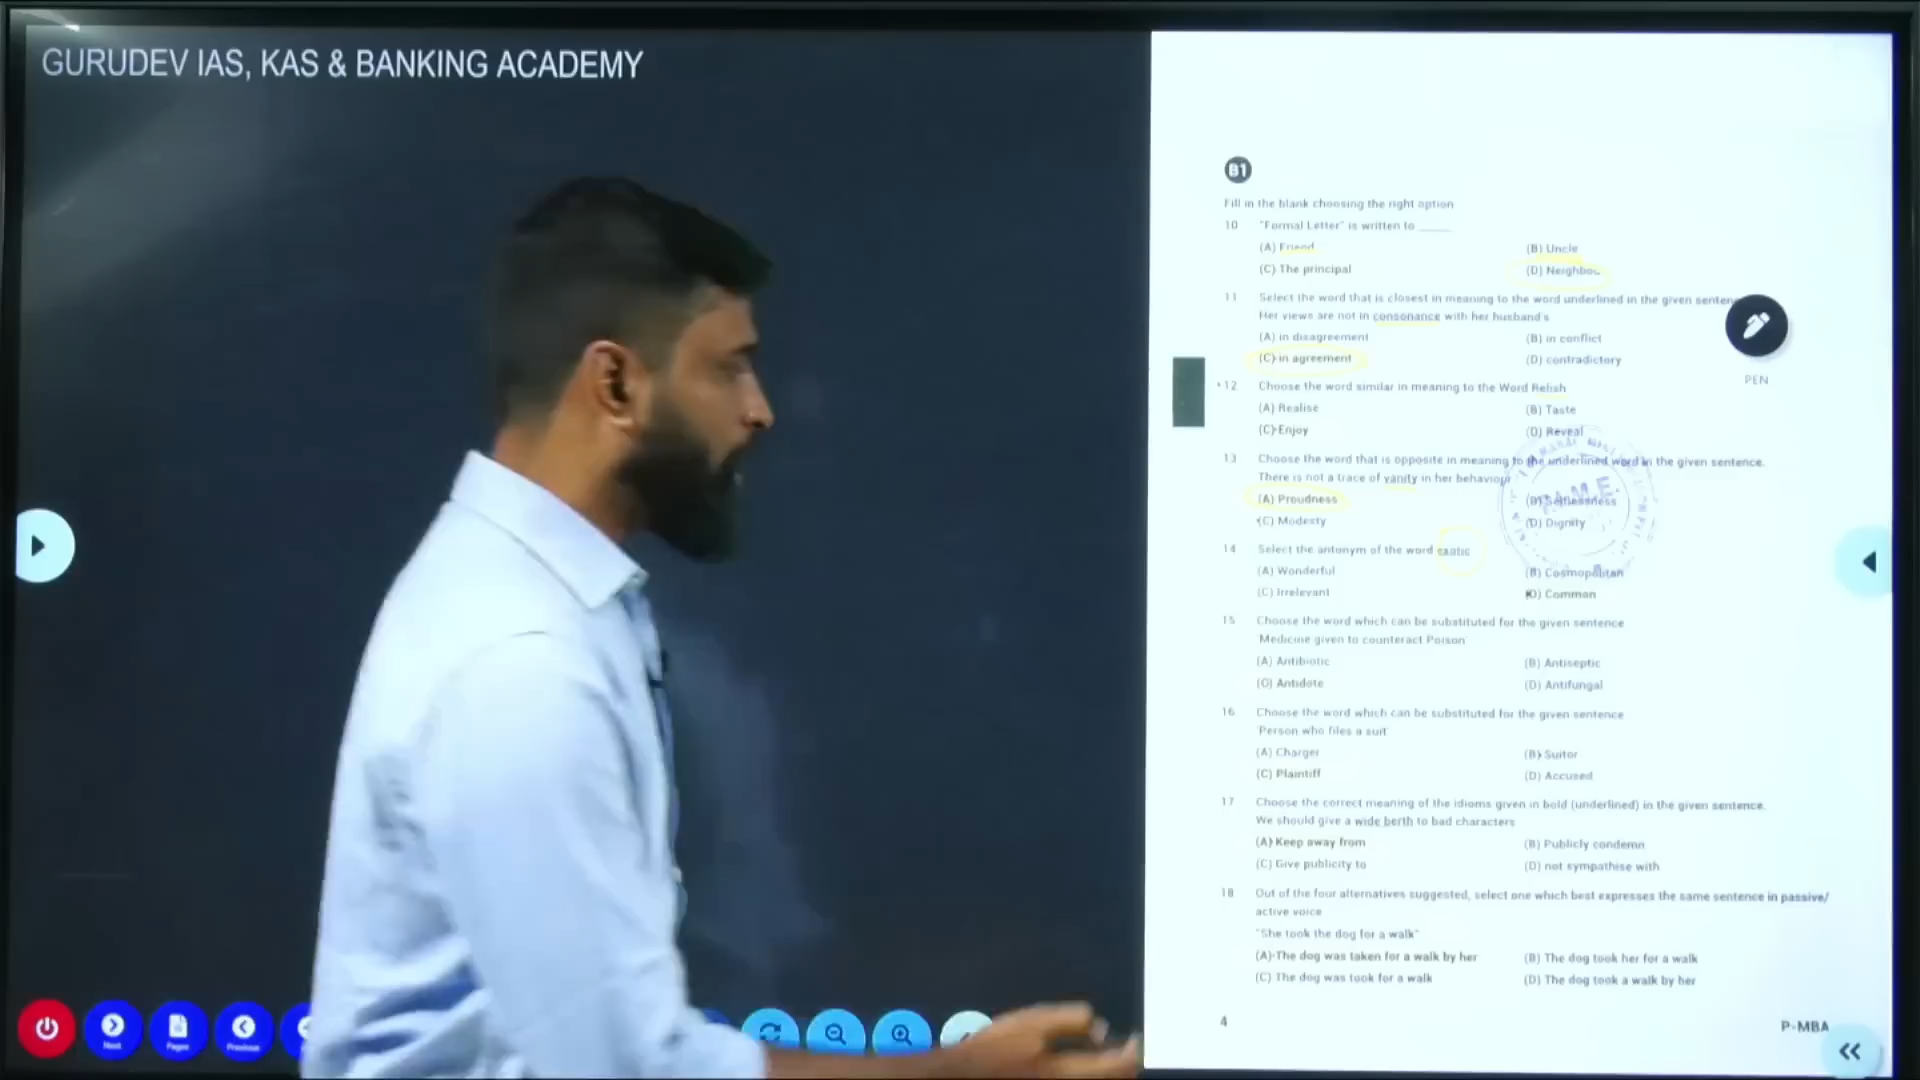 GURUDEV IAS, KAS & BANKING ACADEMY
B1
Fill in the blank choosing the right option
10 "Formal Letter" is written to _____
(A) Friend (B) Uncle
(C) The principal (D) Neighbou
11 Select the word that is closest in meaning to the word underlined in the given senten
Her views are not in consonance with her husband's
(A) in disagreement (B) in conflict
(C) in agreement (D) contradictory
PEN
12 Choose the word similar in meaning to the Word Relish
(A) Realise (B) Taste
(C) Enjoy (D) Reveal
13 Choose the word that is opposite in meaning to the underlined word in the given sentence.
There is not a trace of vanity in her behaviour
(A) Proudness (B) Selflessness
(C) Modesty (D) Dignity
14 Select the antonym of the word exotic
(A) Wonderful (B) Cosmopolitan
(C) Irrelevant (D) Common
15 Choose the word which can be substituted for the given sentence
'Medicine given to counteract Poison'
(A) Antibiotic (B) Antiseptic
(C) Antidote (D) Antifungal
16 Choose the word which can be substituted for the given sentence
'Person who files a suit'
(A) Charger (B) Suitor
(C) Plaintiff (D) Accused
17 Choose the correct meaning of the idioms given in bold (underlined) in the given sentence.
We should give a wide berth to bad characters
(A) Keep away from (B) Publicly condemn
(C) Give publicity to (D) not sympathise with
18 Out of the four alternatives suggested, select one which best expresses the same sentence in passive/
active voice
"She took the dog for a walk"
(A) The dog was taken for a walk by her (B) The dog took her for a walk
(C) The dog was took for a walk (D) The dog took a walk by her
4 P-MBA
Next Pages Previous